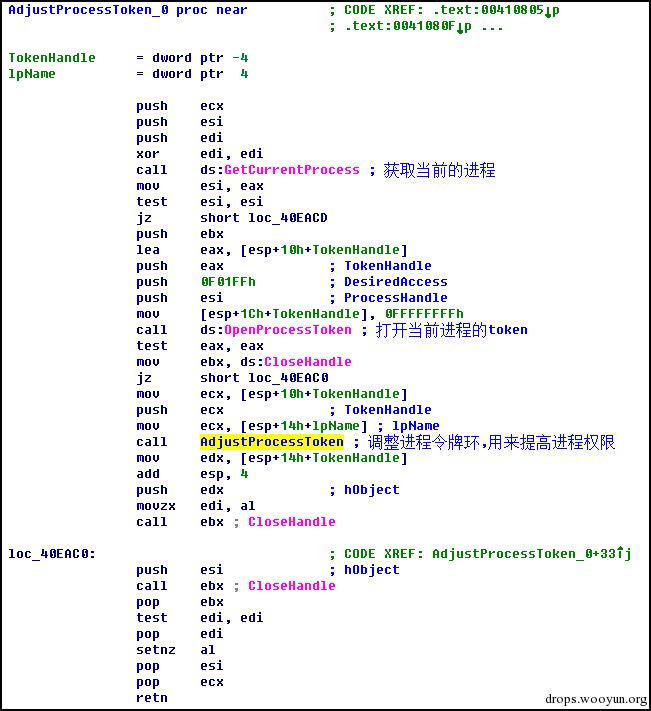 AdjustProcessToken_0 proc near ; CODE XREF: .text:00410805↓p
; .text:0041080F↓p ...
TokenHandle = dword ptr -4
lpName = dword ptr 4
push ecx
push esi
push edi
xor edi, edi
call ds:GetCurrentProcess ; 获取当前的进程
mov esi, eax
test esi, esi
jz short loc_40EACD
push ebx
lea eax, [esp+10h+TokenHandle]
push eax ; TokenHandle
push 0F01FFh ; DesiredAccess
push esi ; ProcessHandle
mov [esp+1Ch+TokenHandle], 0FFFFFFFFh
call ds:OpenProcessToken ; 打开当前进程的token
test eax, eax
mov ebx, ds:CloseHandle
jz short loc_40EAC0
mov ecx, [esp+10h+TokenHandle]
push ecx ; TokenHandle
mov ecx, [esp+14h+lpName] ; lpName
call AdjustProcessToken ; 调整进程令牌环,用来提高进程权限
mov edx, [esp+14h+TokenHandle]
add esp, 4
push edx ; hObject
movzx edi, al
call ebx ; CloseHandle
loc_40EAC0: ; CODE XREF: AdjustProcessToken_0+33↑j
push esi ; hObject
call ebx ; CloseHandle
pop ebx
test edi, edi
pop edi
setnz al
pop esi
pop ecx
retn
drops.wooyun.org